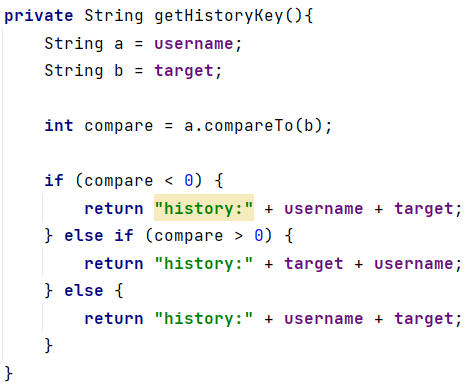 private String getHistoryKey(){
    String a = username;
    String b = target;

    int compare = a.compareTo(b);

    if (compare < 0) {
        return "history:" + username + target;
    } else if (compare > 0) {
        return "history:" + target + username;
    } else {
        return "history:" + username + target;
    }
}